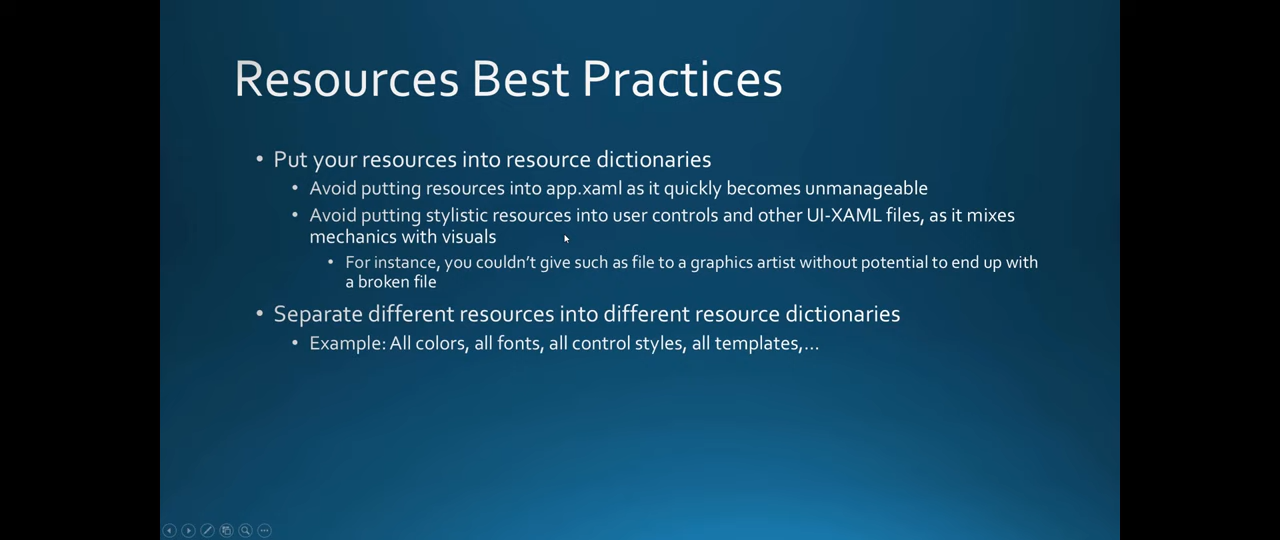 Resources Best Practices
• Put your resources into resource dictionaries
• Avoid putting resources into app.xaml as it quickly becomes unmanageable
• Avoid putting stylistic resources into user controls and other UI-XAML files, as it mixes
mechanics with visuals
• For instance, you couldn't give such as file to a graphics artist without potential to end up with
a broken file
• Separate different resources into different resource dictionaries
• Example: All colors, all fonts, all control styles, all templates,...